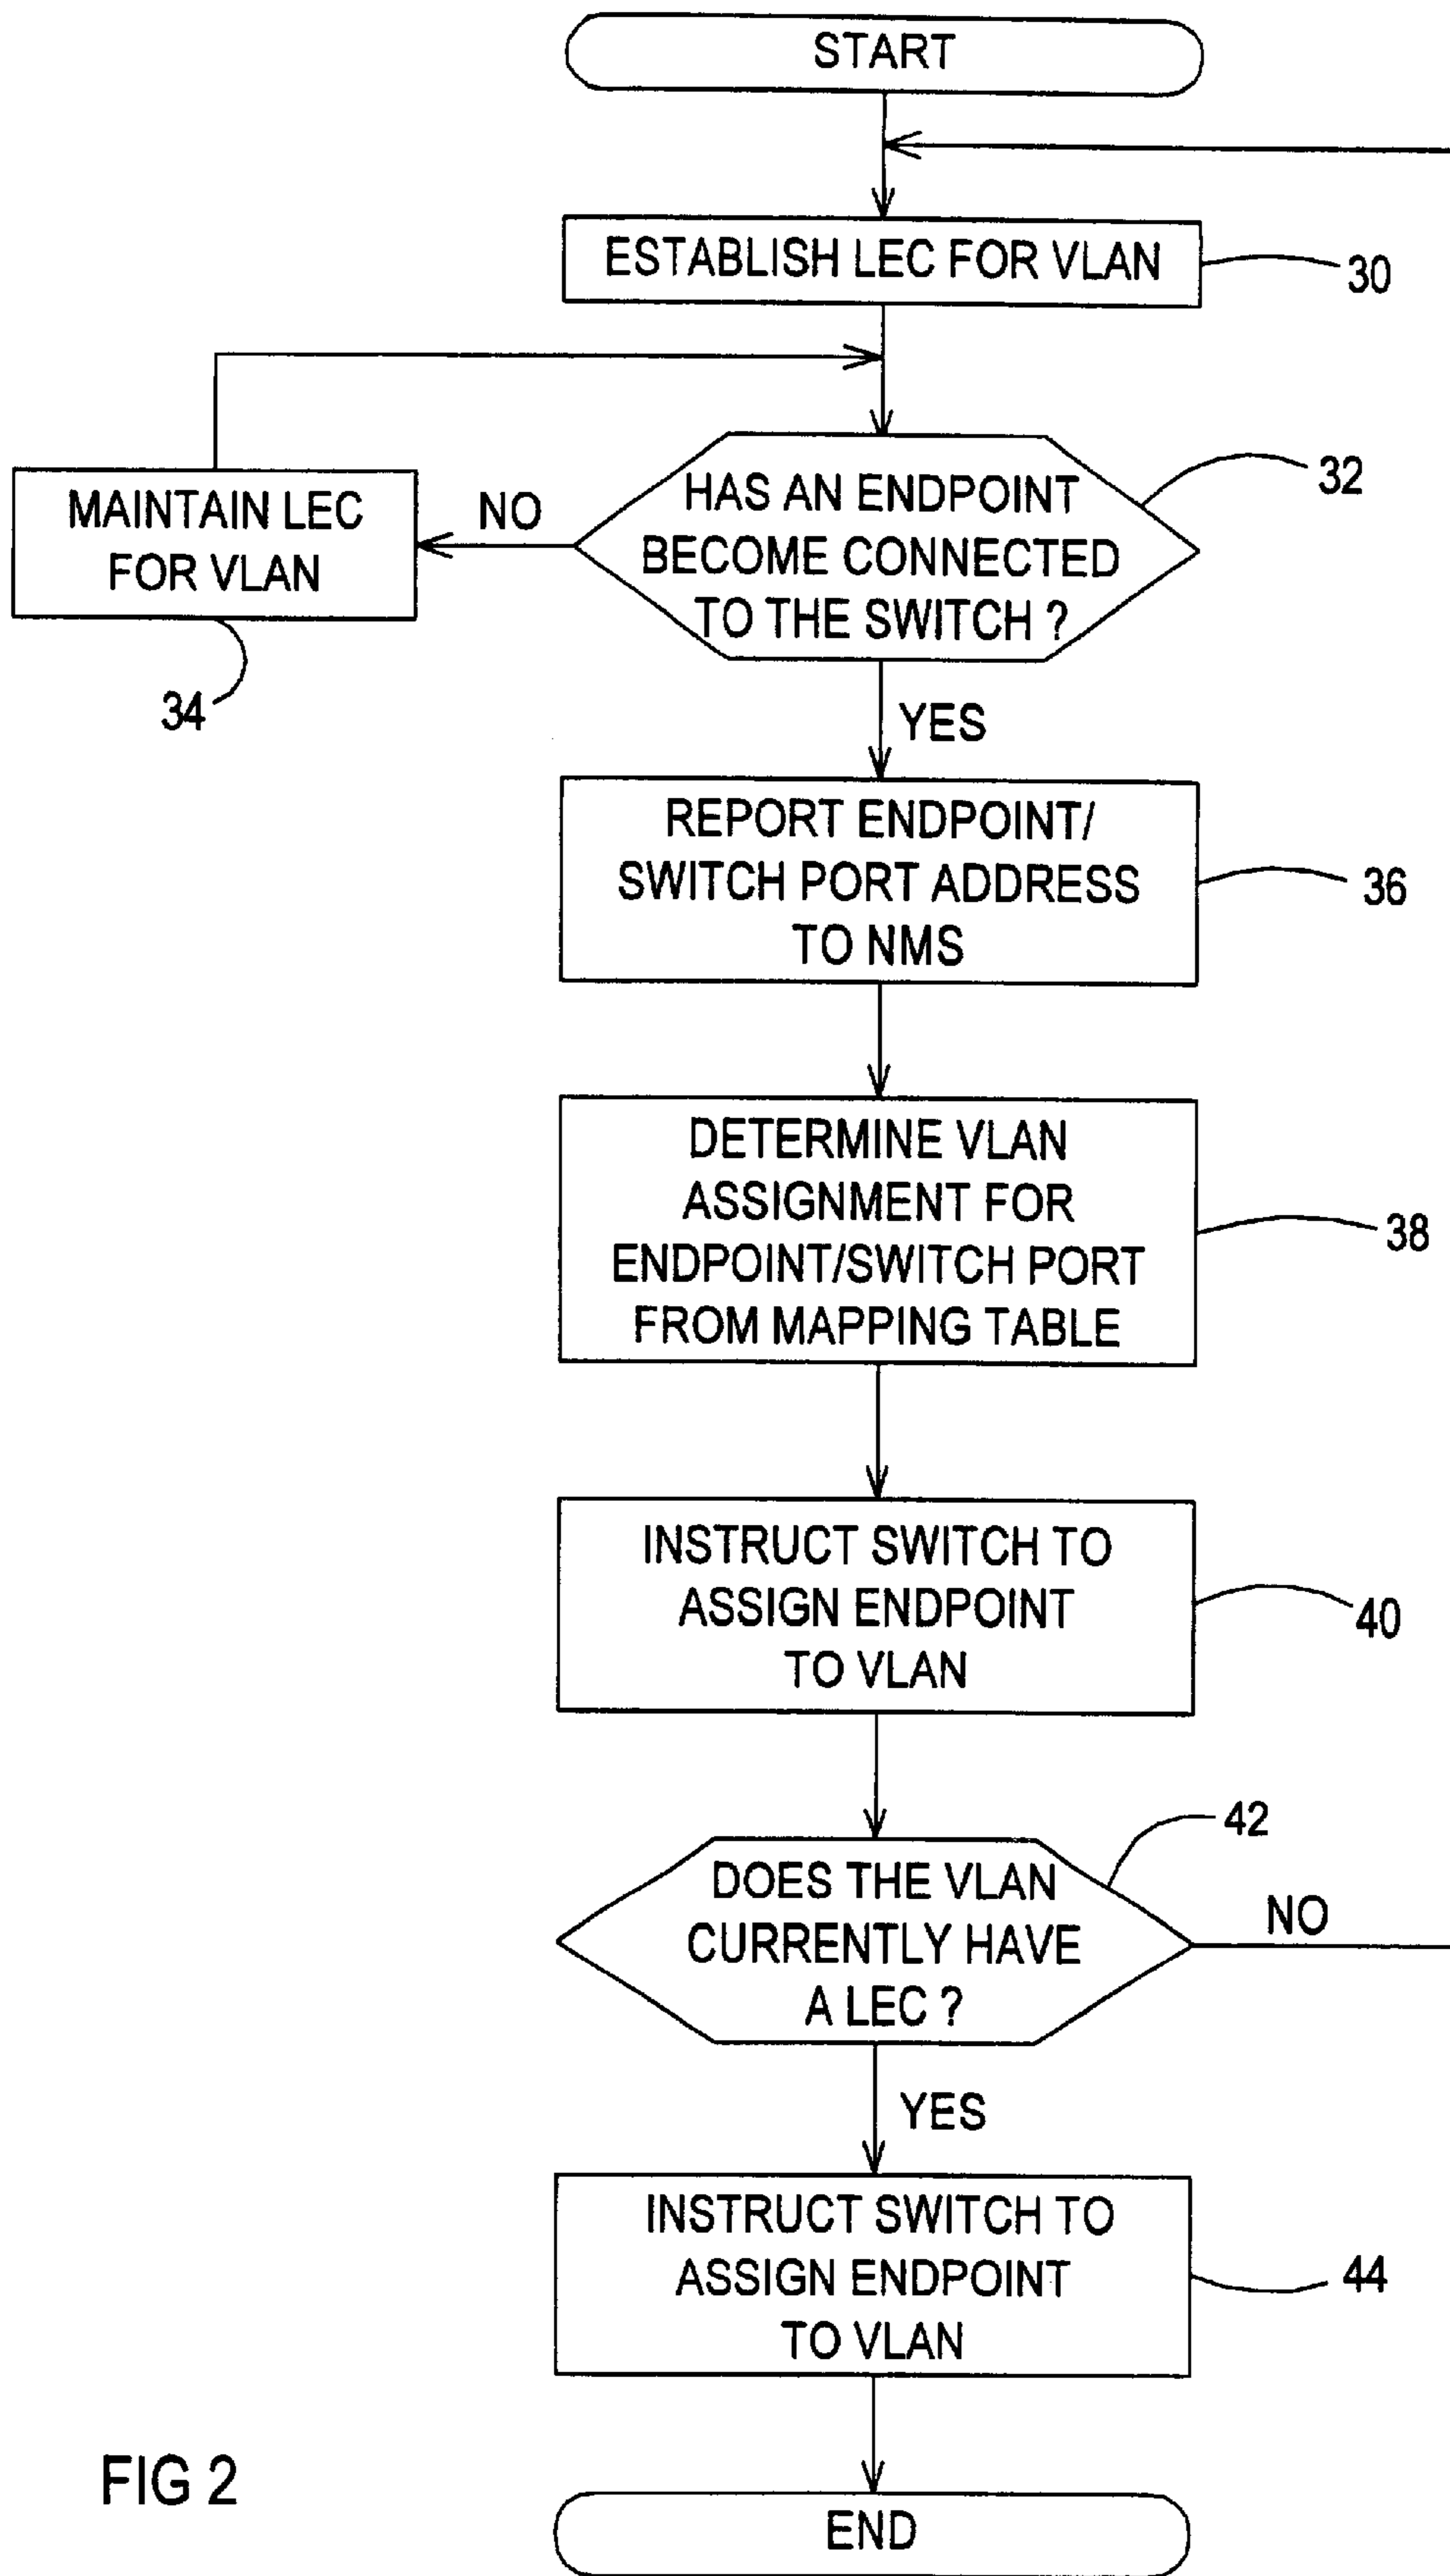 START
ESTABLISH LEC FOR VLAN
30
HAS AN ENDPOINT
BECOME CONNECTED
TO THE SWITCH ?
32
NO
MAINTAIN LEC
FOR VLAN
34
YES
REPORT ENDPOINT/
SWITCH PORT ADDRESS
TO NMS
36
DETERMINE VLAN
ASSIGNMENT FOR
ENDPOINT/SWITCH PORT
FROM MAPPING TABLE
38
INSTRUCT SWITCH TO
ASSIGN ENDPOINT
TO VLAN
40
DOES THE VLAN
CURRENTLY HAVE
A LEC ?
42
NO
YES
INSTRUCT SWITCH TO
ASSIGN ENDPOINT
TO VLAN
44
END
FIG 2